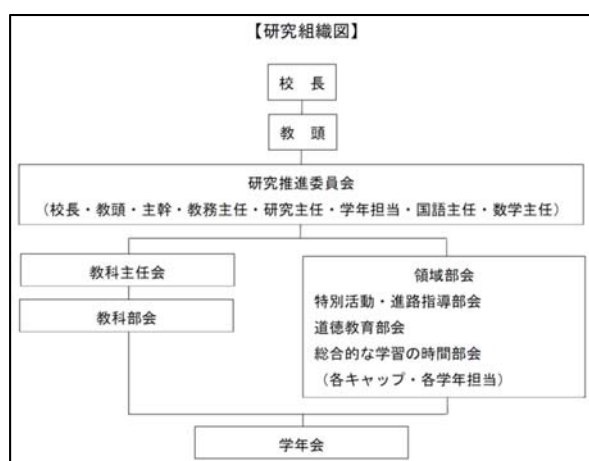 【研究組織図】
校　長
教　頭
研究推進委員会
（校長・教頭・主幹・教務主任・研究主任・学年担当・国語主任・数学主任）
教科主任会
教科部会
領域部会
特別活動・進路指導部会
道徳教育部会
総合的な学習の時間部会
（各キャップ・各学年担当）
学年会